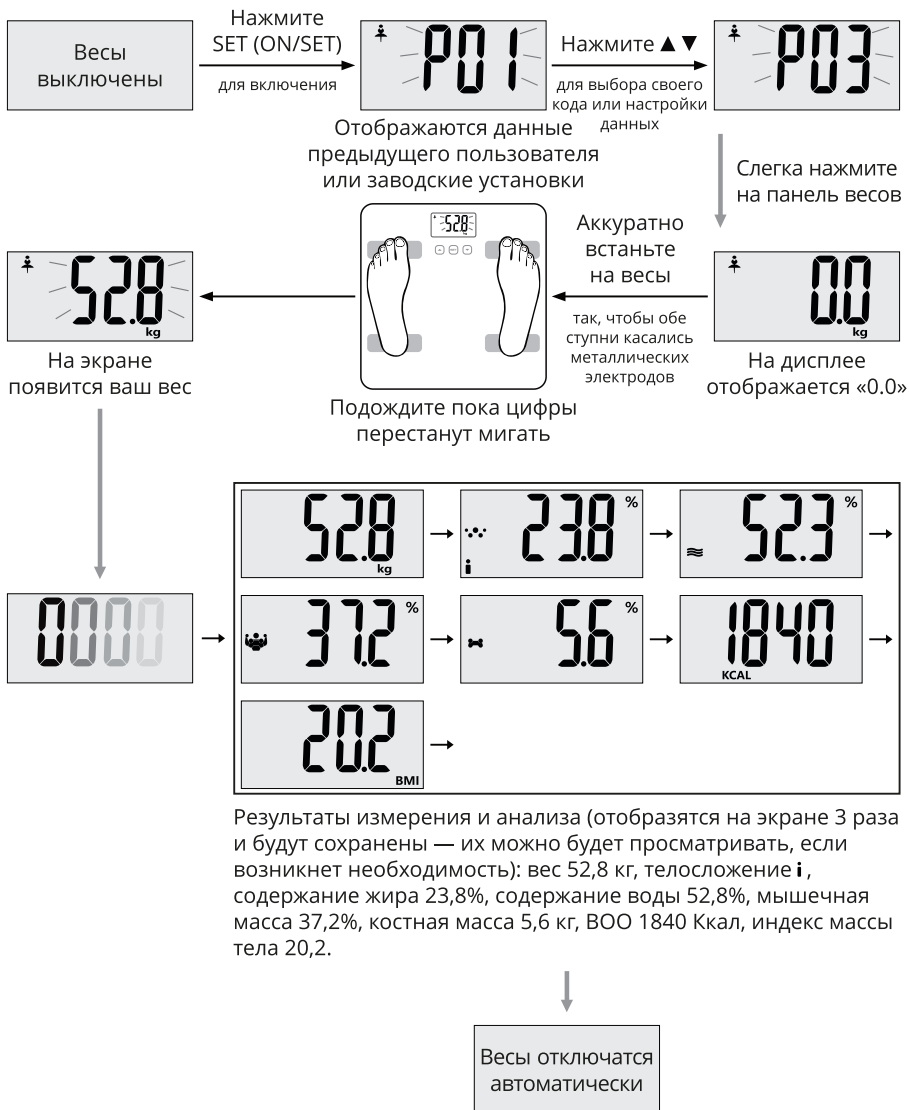 Весы
выключены
Нажмите
SET (ON/SET)
для включения
P01
Отображаются данные
предыдущего пользователя
или заводские установки
Нажмите ▲ ▼
для выбора своего
кода или настройки
данных
P03
Слегка нажмите
на панель весов
0.0
kg
На дисплее
отображается «0.0»
Аккуратно
встаньте
на весы
так, чтобы обе
ступни касались
металлических
электродов
52.8
kg
Подождите пока цифры
перестанут мигать
52.8
kg
На экране
появится ваш вес
0000
52.8
kg
23.8 %
52.3 %
37.2 %
5.6 %
1840
KCAL
20.2
BMI
Результаты измерения и анализа (отобразятся на экране 3 раза
и будут сохранены — их можно будет просматривать, если
возникнет необходимость): вес 52,8 кг, телосложение i,
содержание жира 23,8%, содержание воды 52,8%, мышечная
масса 37,2%, костная масса 5,6 кг, ВОО 1840 Ккал, индекс массы
тела 20,2.
Весы отключатся
автоматически